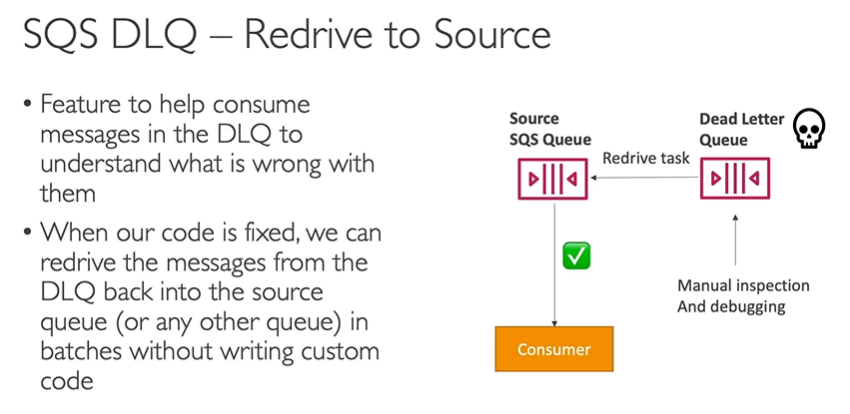 SQS DLQ – Redrive to Source
• Feature to help consume
messages in the DLQ to
understand what is wrong with
them
• When our code is fixed, we can
redrive the messages from the
DLQ back into the source
queue (or any other queue) in
batches without writing custom
code
Source
SQS Queue
Dead Letter
Queue
Redrive task
Manual inspection
And debugging
Consumer